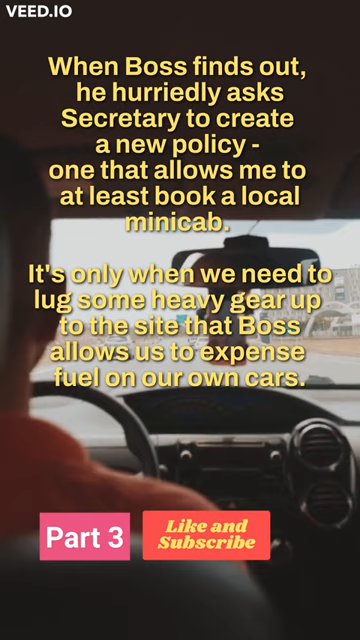 VEED.IO
When Boss finds out,
he hurriedly asks
Secretary to create
a new policy -
one that allows me to
at least book a local
minicab.
It's only when we need to
lug some heavy gear up
to the site that Boss
allows us to expense
fuel on our own cars.
Part 3
Like and
Subscribe